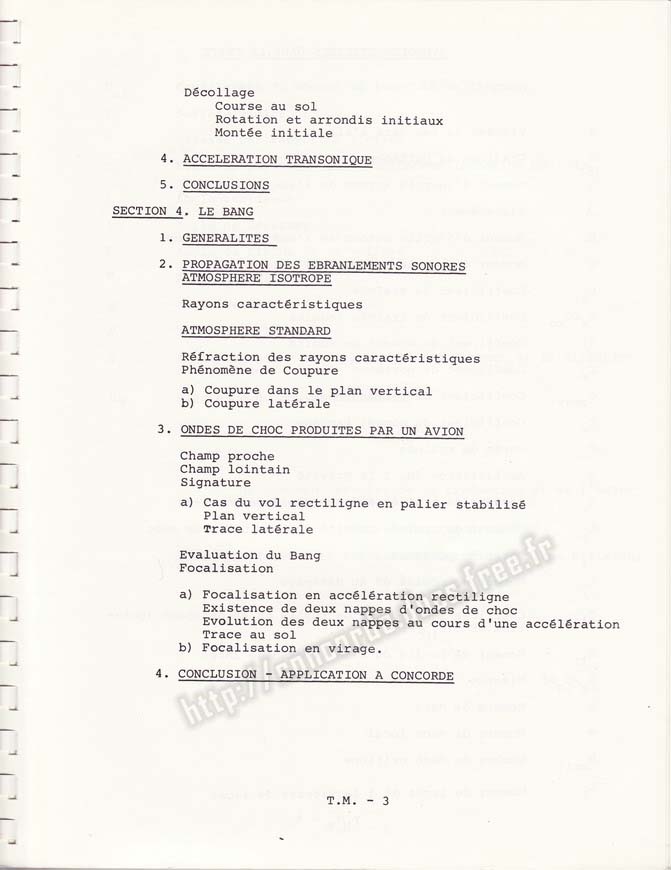 Décollage
Course au sol
Rotation et arrondis initiaux
Montée initiale
4. ACCELERATION TRANSONIQUE
5. CONCLUSIONS
SECTION 4. LE BANG
1. GENERALITES
2. PROPAGATION DES EBRANLEMENTS SONORES
ATMOSPHERE ISOTROPE
Rayons caractéristiques
ATMOSPHERE STANDARD
Réfraction des rayons caractéristiques
Phénomène de Coupure
a) Coupure dans le plan vertical
b) Coupure latérale
3. ONDES DE CHOC PRODUITES PAR UN AVION
Champ proche
Champ lointain
Signature
a) Cas du vol rectiligne en palier stabilisé
Plan vertical
Trace latérale
Evaluation du Bang
Focalisation
a) Focalisation en accélération rectiligne
Existence de deux nappes d'ondes de choc
Evolution des deux nappes au cours d'une accélération
Trace au sol
b) Focalisation en virage.
4. CONCLUSION - APPLICATION A CONCORDE
T.M. - 3